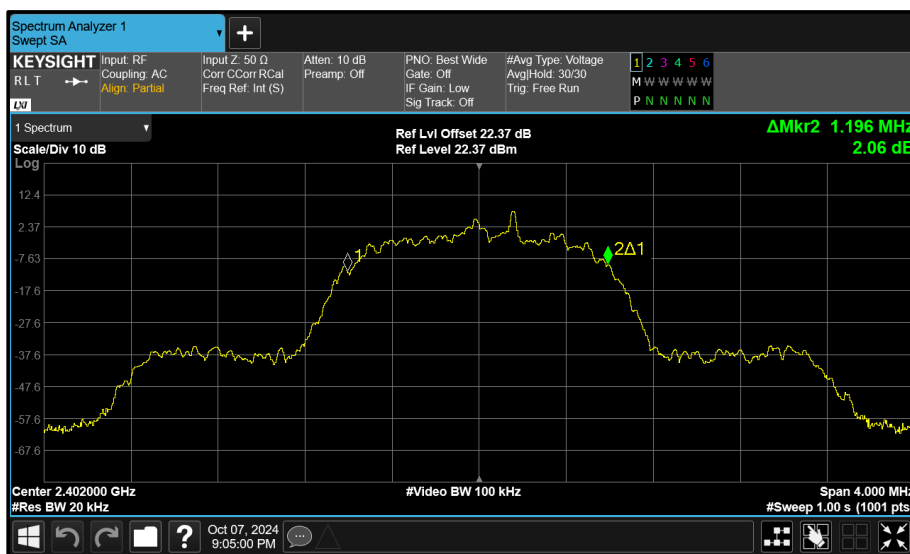 Spectrum Analyzer 1
Swept SA
KEYSIGHT
RLT
LXI
Input: RF
Coupling: AC
Align: Partial
Input Z: 50 Ω
Corr CCorr RCal
Freq Ref: Int (S)
Atten: 10 dB
Preamp: Off
PNO: Best Wide
Gate: Off
IF Gain: Low
Sig Track: Off
#Avg Type: Voltage
Avg|Hold: 30/30
Trig: Free Run
1 2 3 4 5 6
M W W W W W
P N N N N N
1 Spectrum
Scale/Div 10 dB
Ref Lvl Offset 22.37 dB
Ref Level 22.37 dBm
ΔMkr2 1.196 MHz
2.06 dB
Log
12.4
2.37
-7.63
-17.6
-27.6
-37.6
-47.6
-57.6
-67.6
1
2Δ1
Center 2.402000 GHz
#Res BW 20 kHz
#Video BW 100 kHz
Span 4.000 MHz
#Sweep 1.00 s (1001 pts
?
Oct 07, 2024
9:05:00 PM